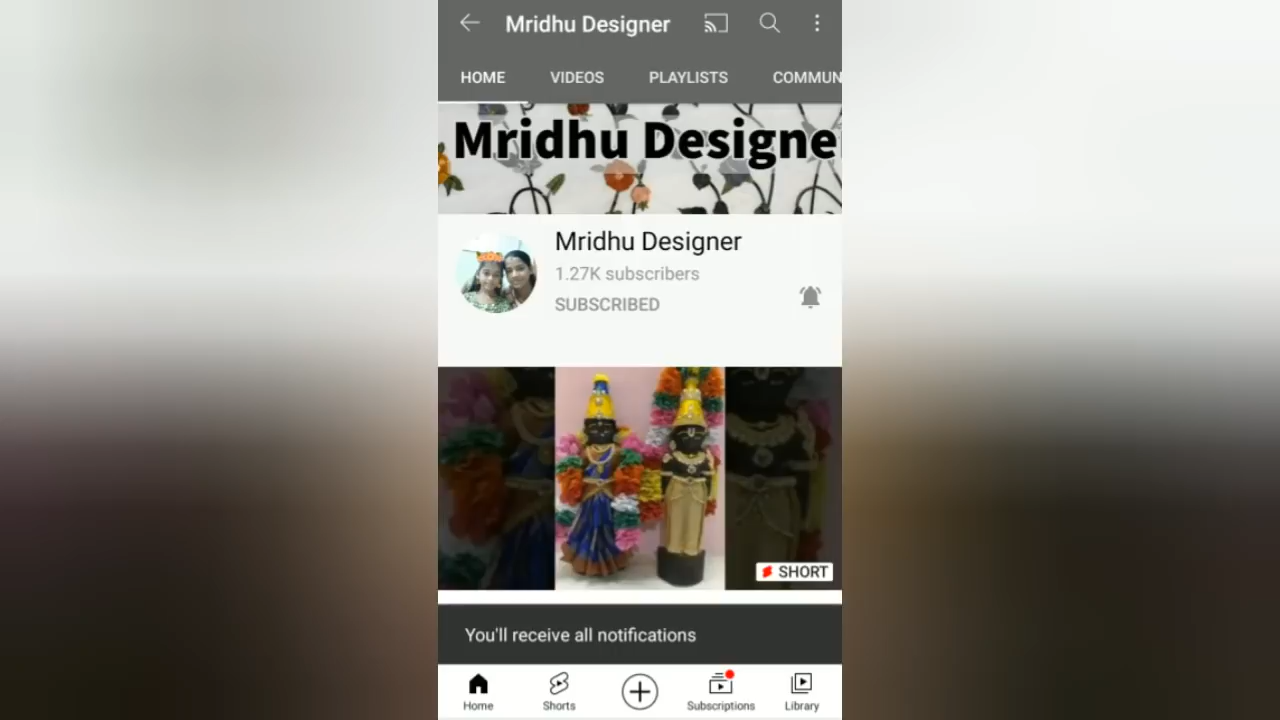 Mridhu Designer
HOME VIDEOS PLAYLISTS COMMUN
Mridhu Designe
Mridhu Designer
1.27K subscribers
SUBSCRIBED
SHORT
You'll receive all notifications
Home Shorts Subscriptions Library